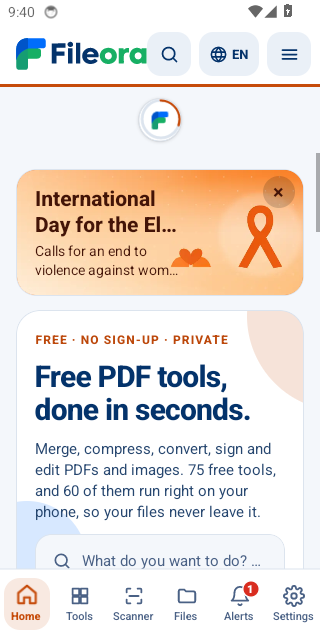 9:40
Fileora
EN
International
Day for the El...
Calls for an end to
violence against wom...
FREE · NO SIGN-UP · PRIVATE
Free PDF tools,
done in seconds.
Merge, compress, convert, sign and
edit PDFs and images. 75 free tools,
and 60 of them run right on your
phone, so your files never leave it.
What do you want to do? ...
1
Home Tools Scanner Files Alerts Settings